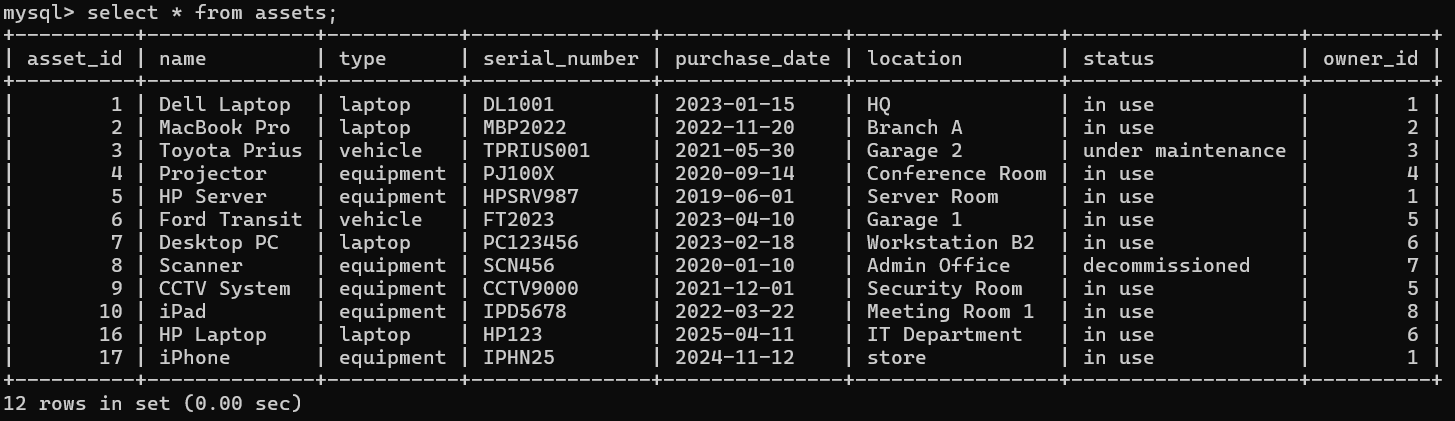 mysql> select * from assets;
+----------+--------------+-----------+---------------+---------------+-----------------+-------------------+----------+
| asset_id | name         | type      | serial_number | purchase_date | location        | status            | owner_id |
+----------+--------------+-----------+---------------+---------------+-----------------+-------------------+----------+
|        1 | Dell Laptop  | laptop    | DL1001        | 2023-01-15    | HQ              | in use            |        1 |
|        2 | MacBook Pro  | laptop    | MBP2022       | 2022-11-20    | Branch A        | in use            |        2 |
|        3 | Toyota Prius | vehicle   | TPRIUS001     | 2021-05-30    | Garage 2        | under maintenance |        3 |
|        4 | Projector    | equipment | PJ100X        | 2020-09-14    | Conference Room | in use            |        4 |
|        5 | HP Server    | equipment | HPSRV987      | 2019-06-01    | Server Room     | in use            |        1 |
|        6 | Ford Transit | vehicle   | FT2023        | 2023-04-10    | Garage 1        | in use            |        5 |
|        7 | Desktop PC   | laptop    | PC123456      | 2023-02-18    | Workstation B2  | in use            |        6 |
|        8 | Scanner      | equipment | SCN456        | 2020-01-10    | Admin Office    | decommissioned    |        7 |
|        9 | CCTV System  | equipment | CCTV9000      | 2021-12-01    | Security Room   | in use            |        5 |
|       10 | iPad         | equipment | IPD5678       | 2022-03-22    | Meeting Room 1  | in use            |        8 |
|       16 | HP Laptop    | laptop    | HP123         | 2025-04-11    | IT Department   | in use            |        6 |
|       17 | iPhone       | equipment | IPHN25        | 2024-11-12    | store           | in use            |        1 |
+----------+--------------+-----------+---------------+---------------+-----------------+-------------------+----------+
12 rows in set (0.00 sec)